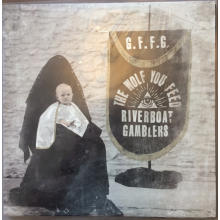 G.F.F.G.
THE WOLF YOU FEED
RIVERBOAT
GAMBLERS